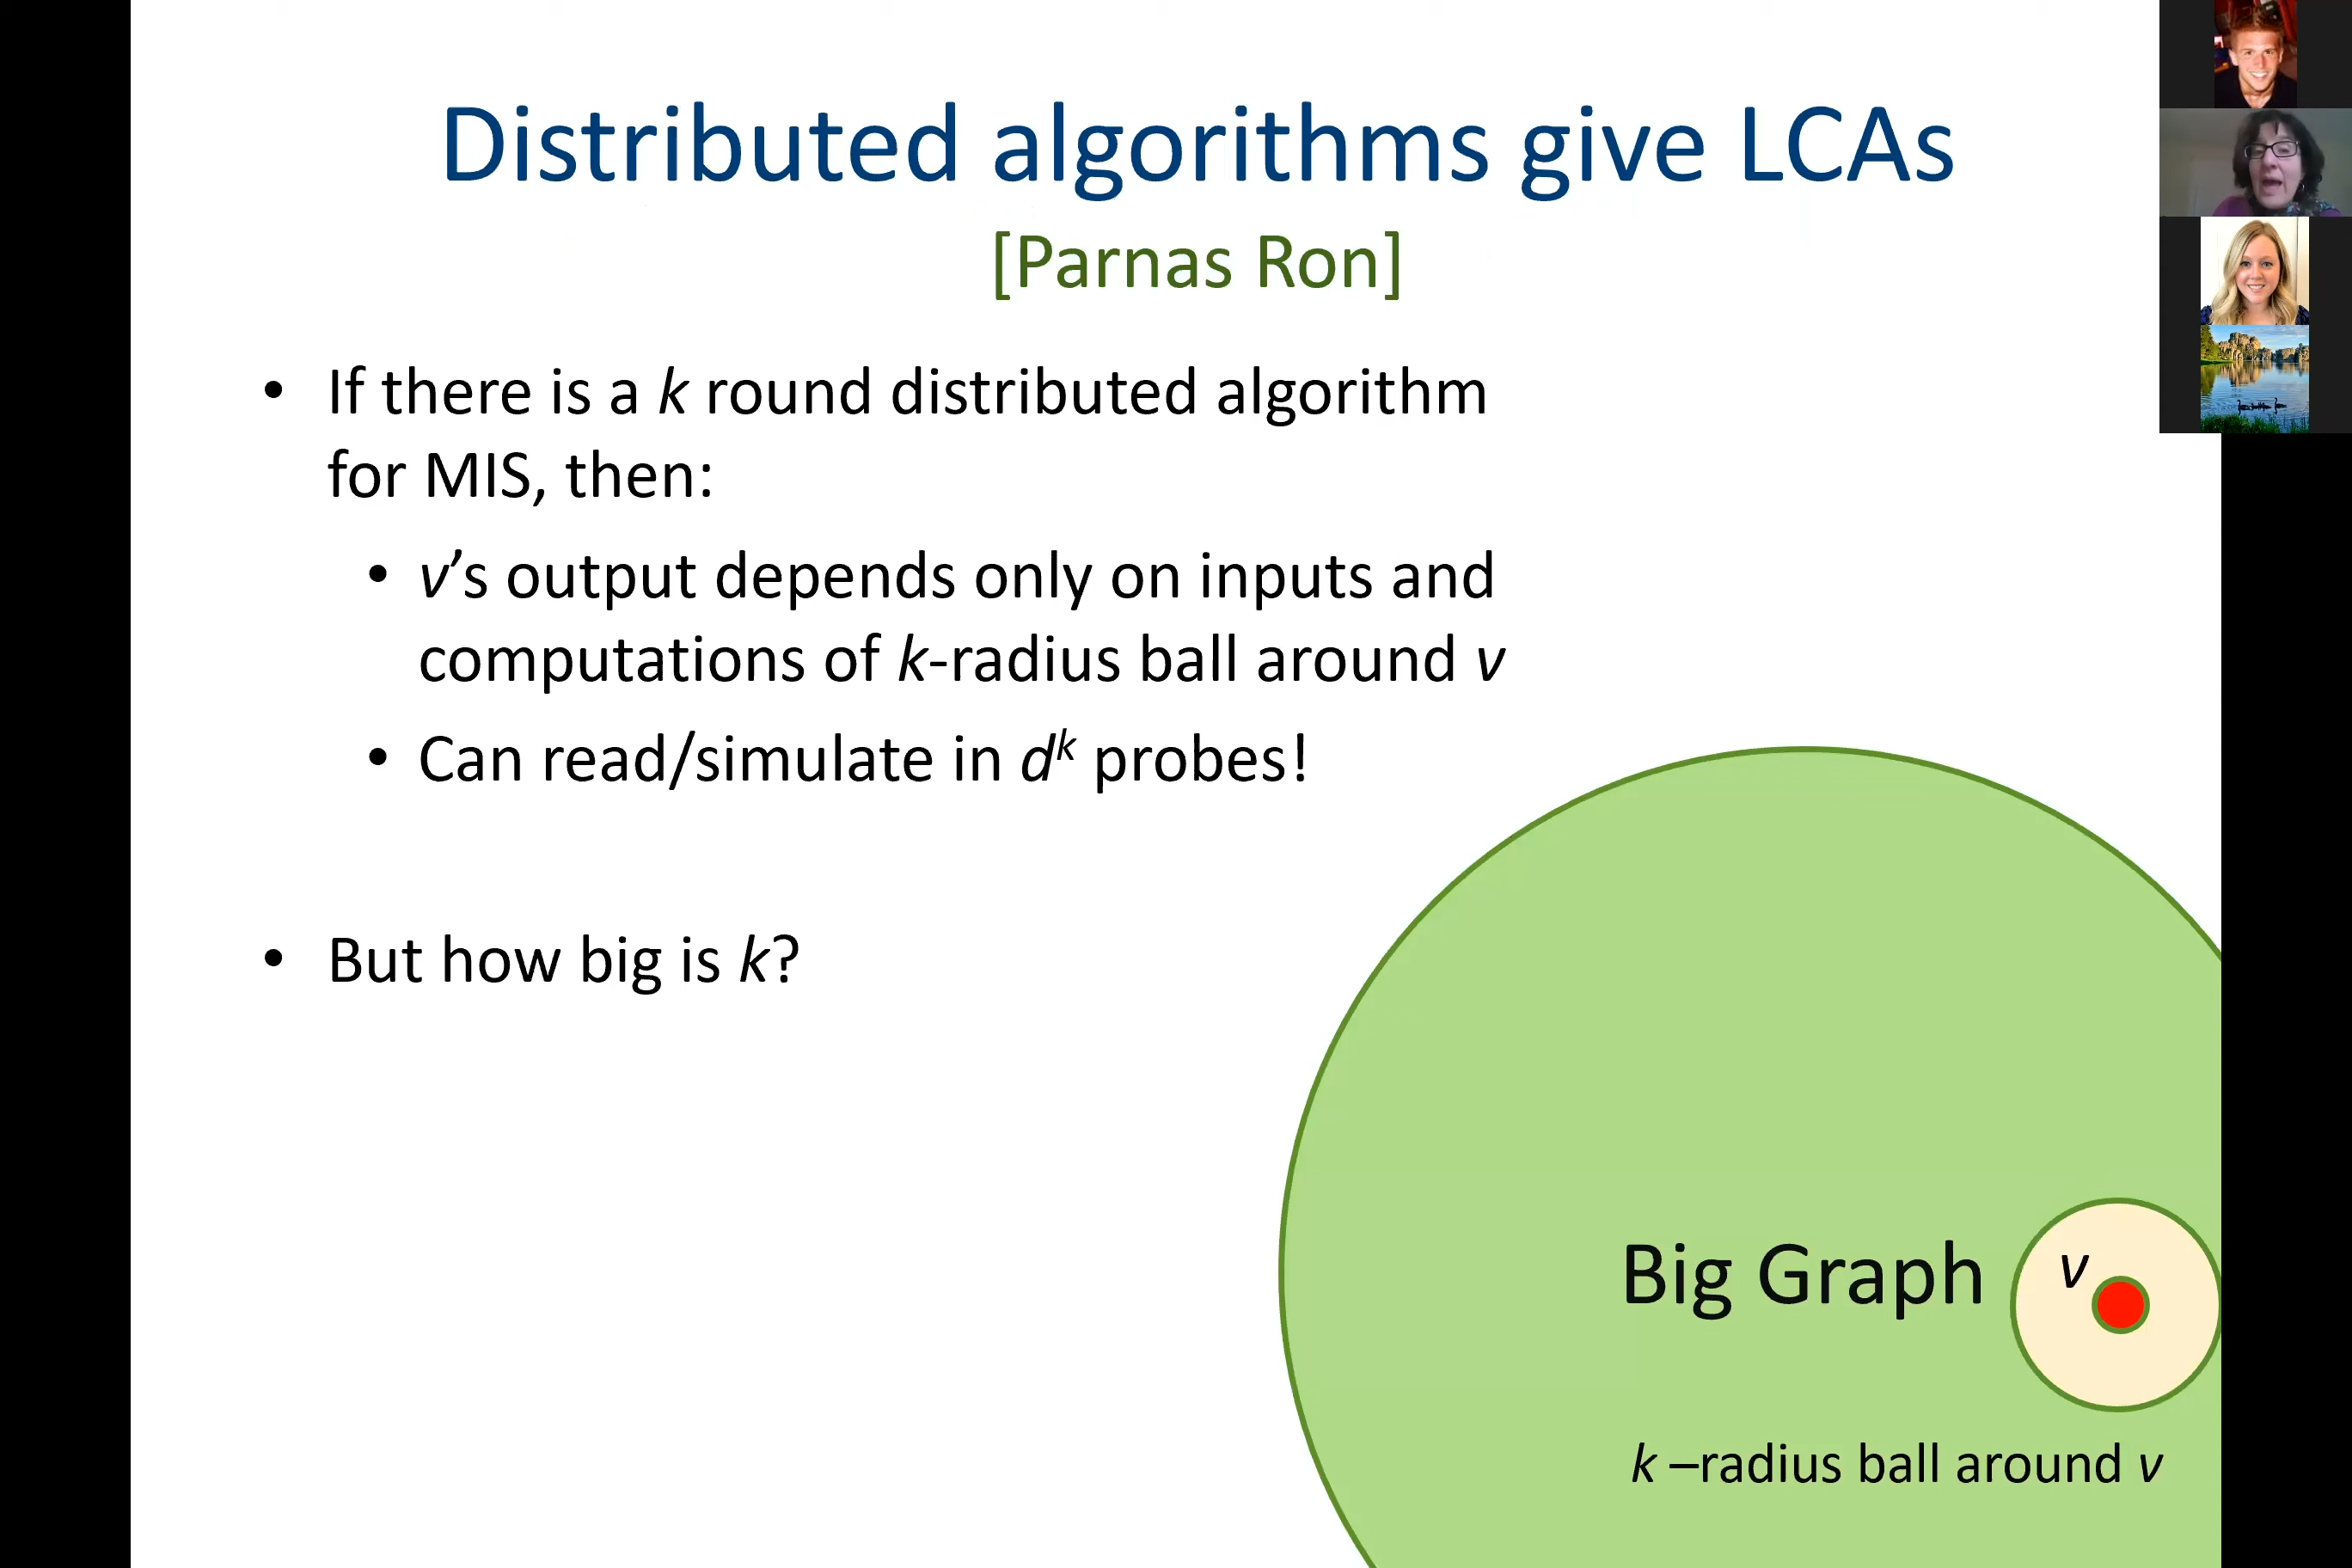 Distributed algorithms give LCAs
[Parnas Ron]
• If there is a k round distributed algorithm
for MIS, then:
• v's output depends only on inputs and
computations of k-radius ball around v
• Can read/simulate in dᵏ probes!
• But how big is k?
Big Graph
v
k –radius ball around v